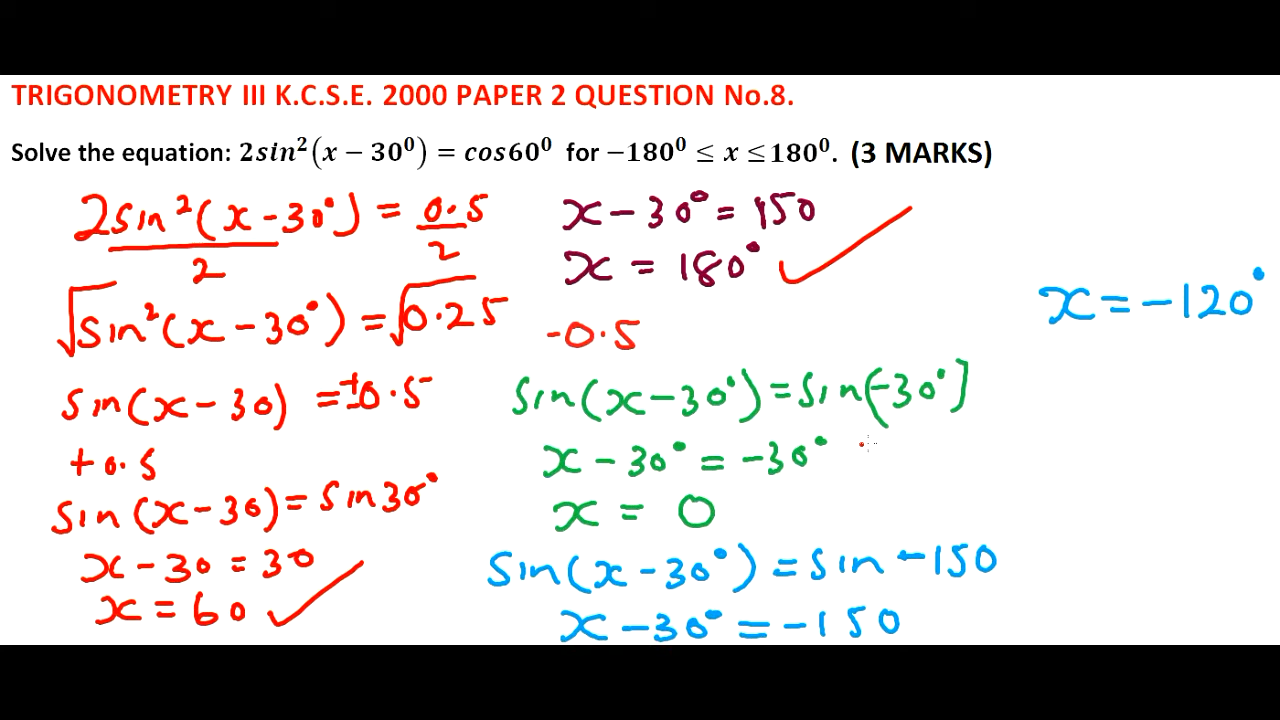 TRIGONOMETRY III K.C.S.E. 2000 PAPER 2 QUESTION No.8.
Solve the equation: 2sin²(x − 30⁰) = cos60⁰ for −180⁰ ≤ x ≤ 180⁰. (3 MARKS)
2sin²(x-30°) = 0.5
2 2
√sin²(x-30°) = √0.25
sin(x-30) = ±0.5
+0.5
sin(x-30) = sin30°
x-30 = 30
x = 60 ✓
x-30° = 150
x = 180° ✓
-0.5
sin(x-30°) = sin(-30°)
x-30° = -30°
x = 0
sin(x-30°) = sin -150
x-30° = -150
x = -120°